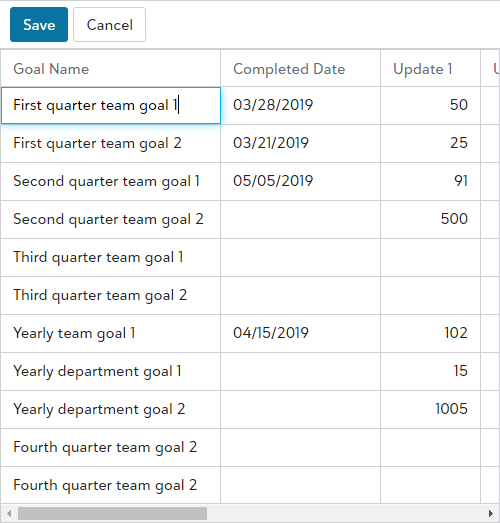 Save Cancel
Goal Name Completed Date Update 1
First quarter team goal 1 03/28/2019 50
First quarter team goal 2 03/21/2019 25
Second quarter team goal 1 05/05/2019 91
Second quarter team goal 2 500
Third quarter team goal 1
Third quarter team goal 2
Yearly team goal 1 04/15/2019 102
Yearly department goal 1 15
Yearly department goal 2 1005
Fourth quarter team goal 2
Fourth quarter team goal 2